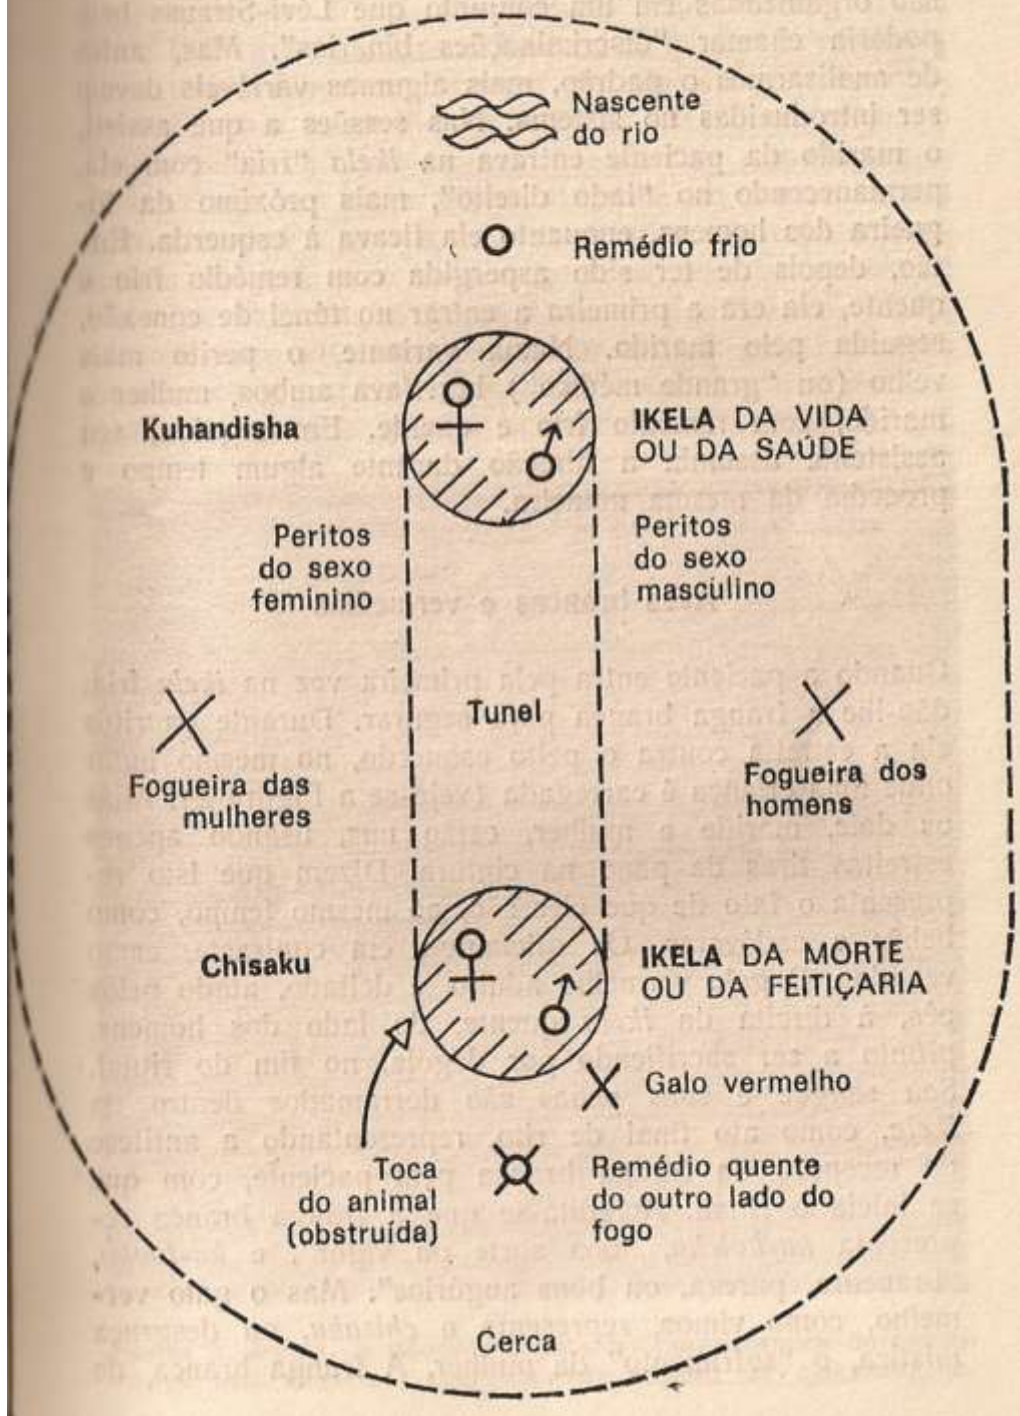 Nascente
do rio
Remédio frio
Kuhandisha
IKELA DA VIDA
OU DA SAÚDE
Peritos
do sexo
feminino
Peritos
do sexo
masculino
Tunel
Fogueira das
mulheres
Fogueira dos
homens
Chisaku
IKELA DA MORTE
OU DA FEITIÇARIA
Galo vermelho
Toca
do animal
(obstruída)
Remédio quente
do outro lado do
fogo
Cerca